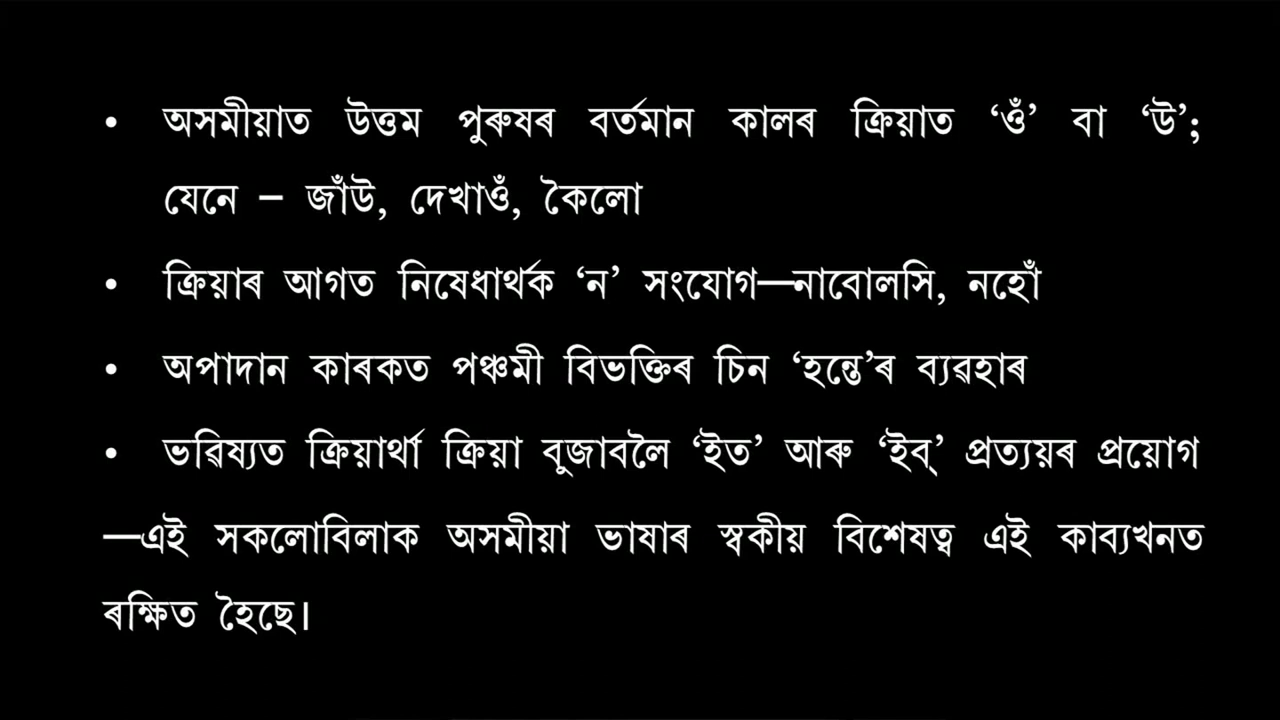 • অসমীয়াত উত্তম পুৰুষৰ বৰ্তমান কালৰ ক্ৰিয়াত ‘ওঁ’ বা ‘উ’;
যেনে – জাঁউ, দেখাওঁ, কৈলো
• ক্ৰিয়াৰ আগত নিষেধাৰ্থক ‘ন’ সংযোগ—নাবোলসি, নহোঁ
• অপাদান কাৰকত পঞ্চমী বিভক্তিৰ চিন ‘হন্তে’ৰ ব্যৱহাৰ
• ভৱিষ্যত ক্ৰিয়াৰ্থা ক্ৰিয়া বুজাবলৈ ‘ইত’ আৰু ‘ইব্’ প্ৰত্যয়ৰ প্ৰয়োগ
—এই সকলোবিলাক অসমীয়া ভাষাৰ স্বকীয় বিশেষত্ব এই কাব্যখনত
ৰক্ষিত হৈছে।